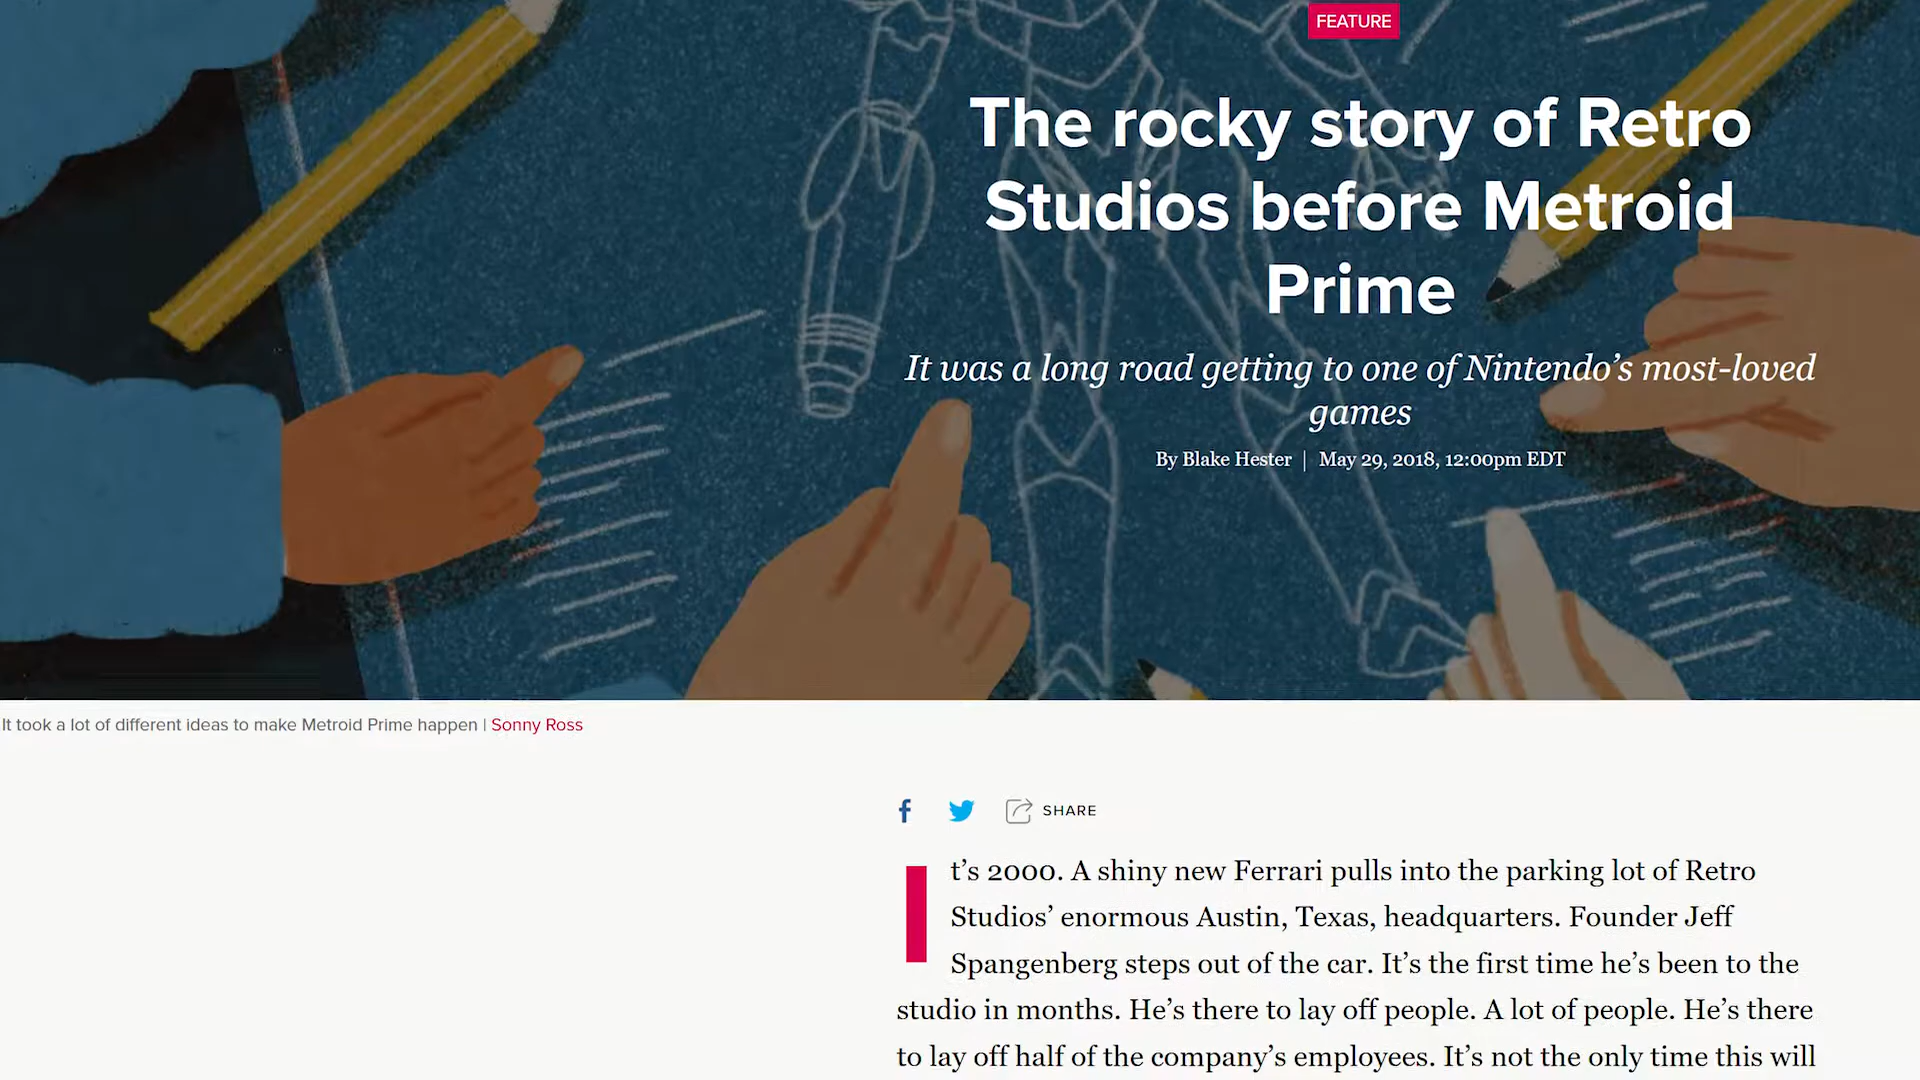 FEATURE
The rocky story of Retro
Studios before Metroid
Prime
It was a long road getting to one of Nintendo’s most-loved
games
By Blake Hester | May 29, 2018, 12:00pm EDT
It took a lot of different ideas to make Metroid Prime happen | Sonny Ross
SHARE
It’s 2000. A shiny new Ferrari pulls into the parking lot of Retro
Studios’ enormous Austin, Texas, headquarters. Founder Jeff
Spangenberg steps out of the car. It’s the first time he’s been to the
studio in months. He’s there to lay off people. A lot of people. He’s there
to lay off half of the company’s employees. It’s not the only time this will